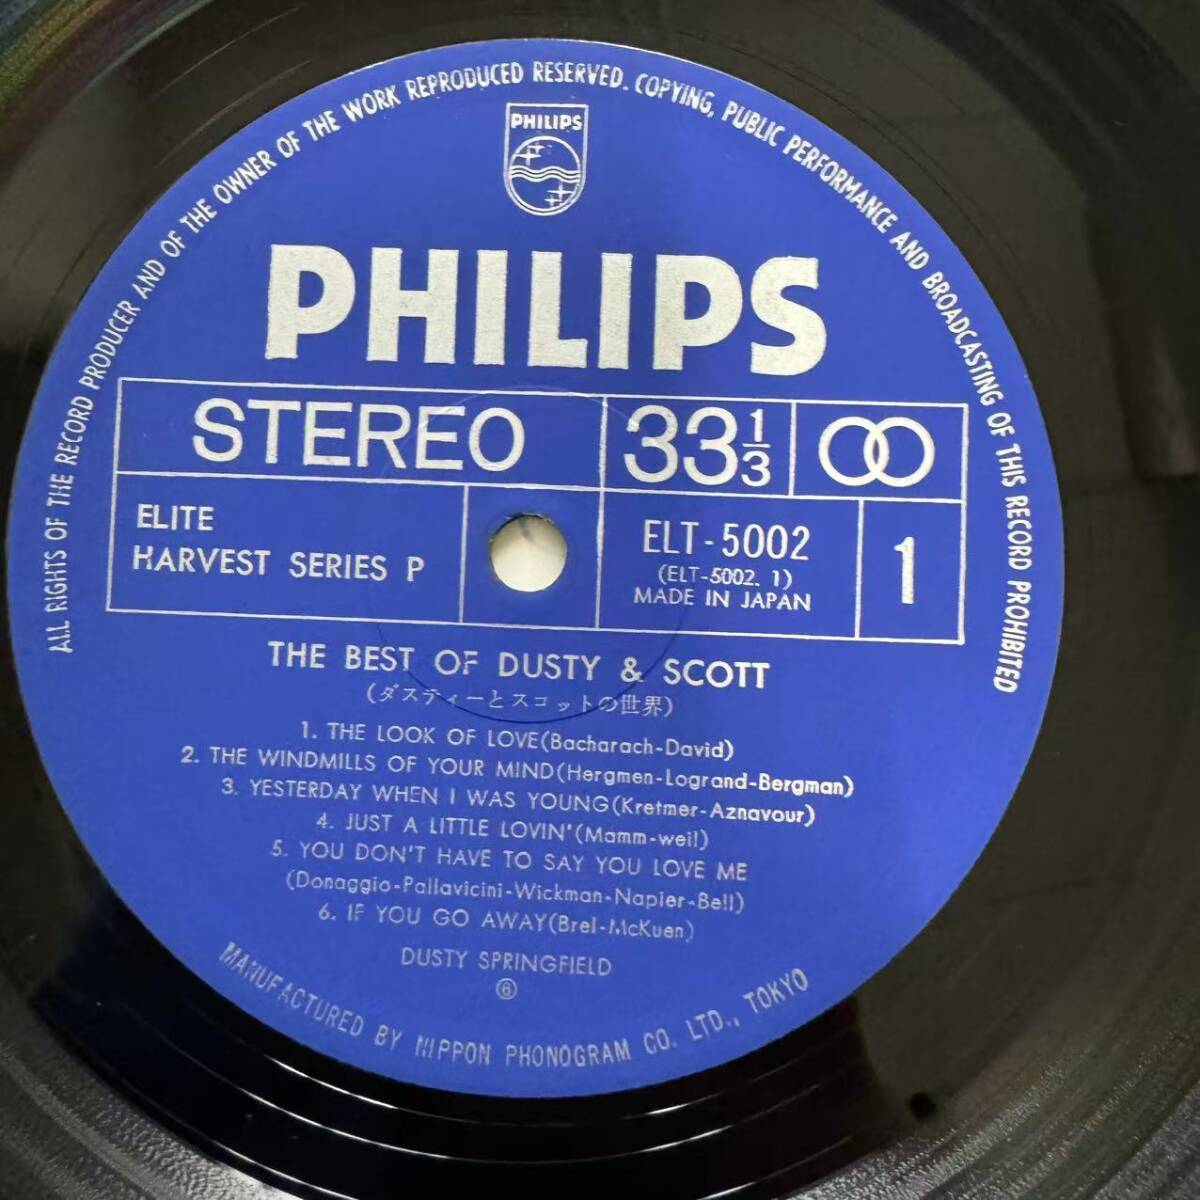 ALL RIGHTS OF THE RECORD PRODUCER AND OF THE OWNER OF THE WORK REPRODUCED RESERVED. COPYING, PUBLIC PERFORMANCE AND BROADCASTING OF THIS RECORD PROHIBITED
PHILIPS
PHILIPS
STEREO
33 1/3
ELITE
HARVEST SERIES P
ELT-5002
(ELT-5002. 1)
MADE IN JAPAN
1
THE BEST OF DUSTY & SCOTT
(ダスティーとスコットの世界)
1. THE LOOK OF LOVE(Bacharach-David)
2. THE WINDMILLS OF YOUR MIND(Hergmen-Logrand-Bergman)
3. YESTERDAY WHEN I WAS YOUNG(Kretmer-Aznavour)
4. JUST A LITTLE LOVIN'(Mamm-weil)
5. YOU DON'T HAVE TO SAY YOU LOVE ME
(Donaggio-Pallavicini-Wickman-Napier-Bell)
6. IF YOU GO AWAY(Brel-McKuen)
DUSTY SPRINGFIELD
⑥
MANUFACTURED BY NIPPON PHONOGRAM CO. LTD., TOKYO